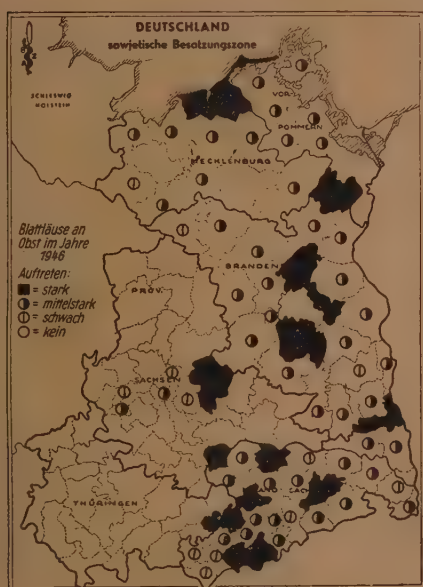 DEUTSCHLAND
sowjetische Besatzungszone
SCHLESWIG
HOLSTEIN
VOR-
POMMERN
MECKLENBURG
Blattläuse an
Obst im Jahre
1946
Auftreten:
= stark
= mittelstark
= schwach
= kein
BRANDEN
PROV.
SACHSEN
THÜRINGEN